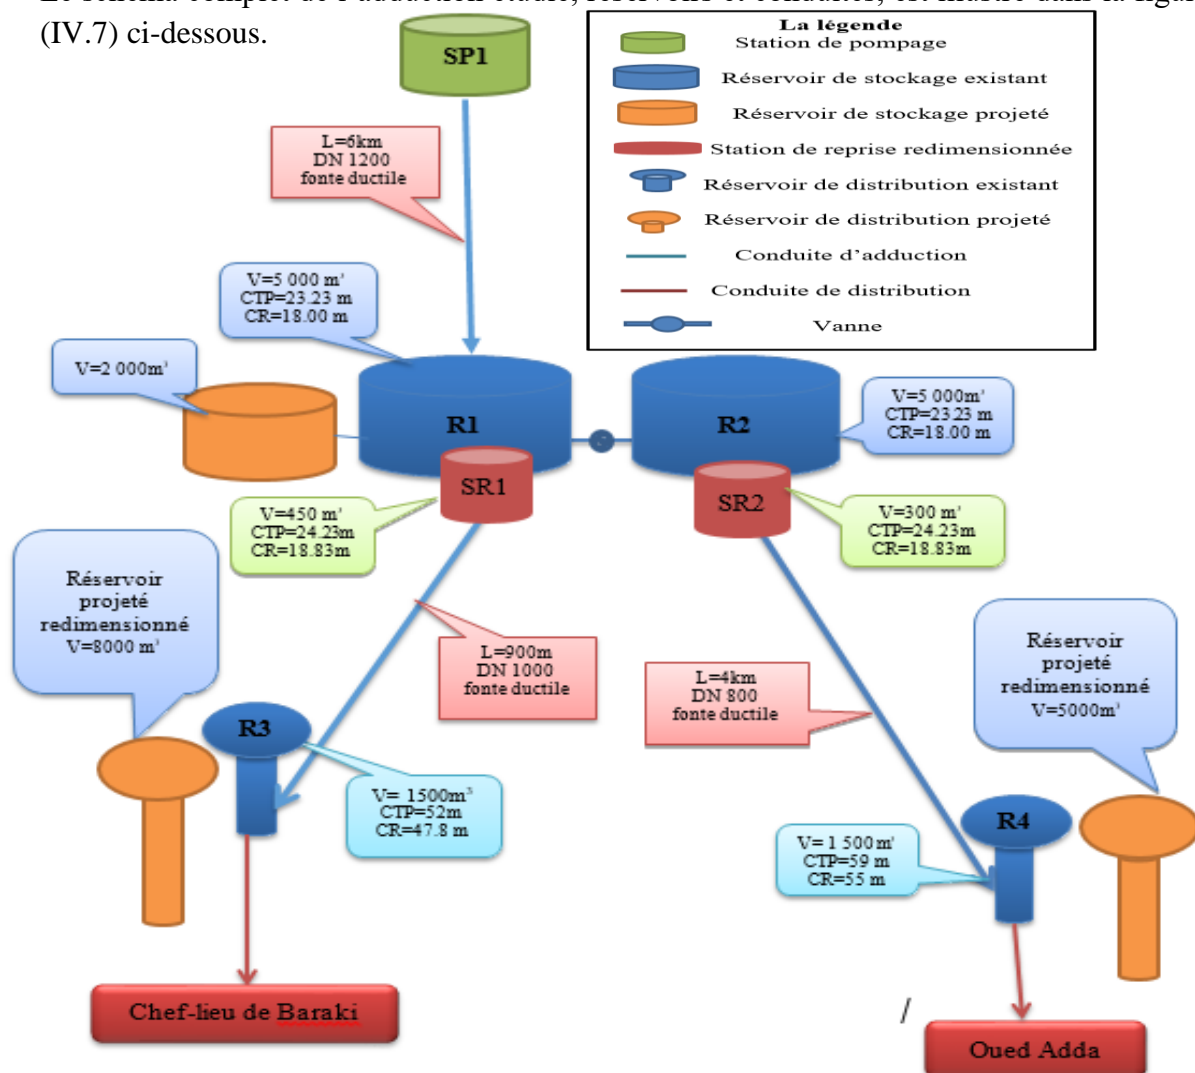 (IV.7) ci-dessous.
SP1
La légende
Station de pompage
Réservoir de stockage existant
Réservoir de stockage projeté
Station de reprise redimensionnée
Réservoir de distribution existant
Réservoir de distribution projeté
Conduite d’adduction
Conduite de distribution
Vanne
L=6km
DN 1200
fonte ductile
V=5 000 m³
CTP=23.23 m
CR=18.00 m
V=2 000m³
R1
R2
V=5 000m³
CTP=23.23 m
CR=18.00 m
SR1
SR2
V=450 m³
CTP=24.23m
CR=18.83m
V=300 m³
CTP=24.23m
CR=18.83m
Réservoir
projeté
redimensionné
V=8000 m³
L=900m
DN 1000
fonte ductile
L=4km
DN 800
fonte ductile
Réservoir
projeté
redimensionné
V=5000m³
R3
V= 1500m³
CTP=52m
CR=47.8 m
R4
V= 1 500m³
CTP=59 m
CR=55 m
Chef-lieu de Baraki
/
Oued Adda